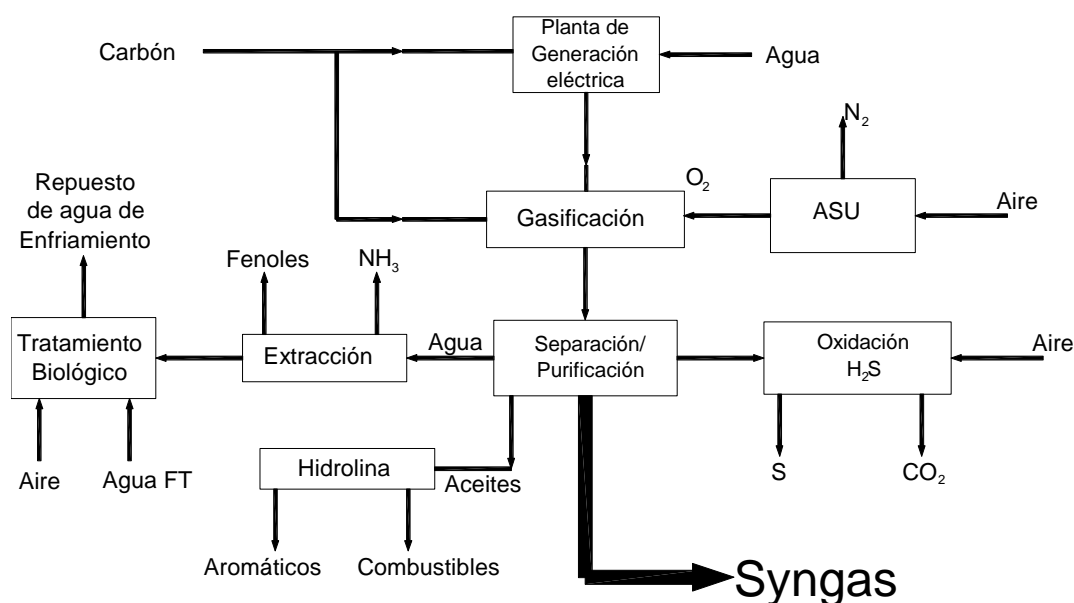 Carbón
Planta de
Generación
eléctrica
Agua
N₂
Repuesto
de agua de
Enfriamiento
O₂
Gasificación
ASU
Aire
Fenoles
NH₃
Tratamiento
Biológico
Extracción
Agua
Separación/
Purificación
Oxidación
H₂S
Aire
Aire
Agua FT
Hidrolina
Aceites
S
CO₂
Aromáticos
Combustibles
Syngas